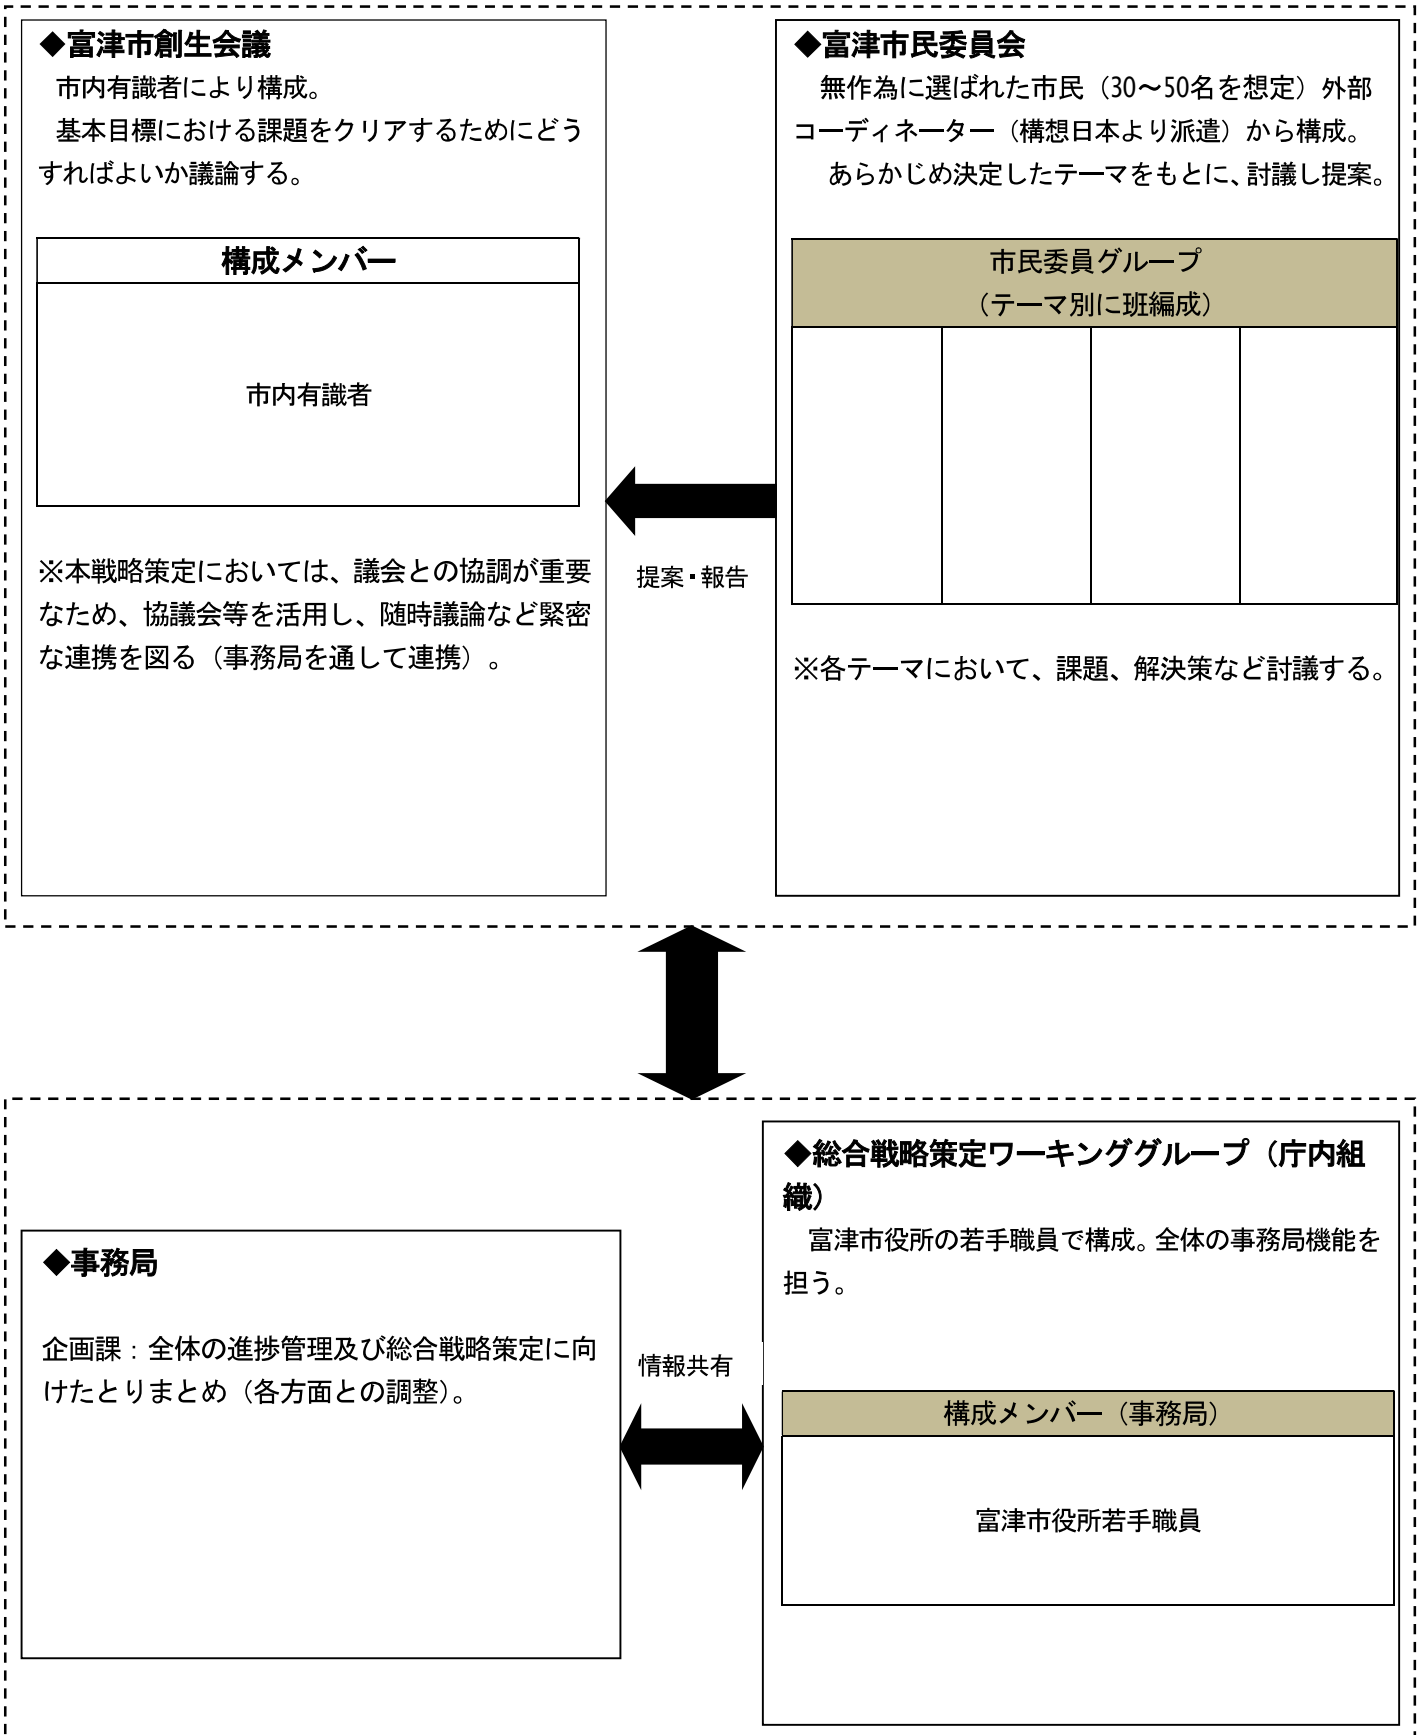 ◆富津市創生会議
市内有識者により構成。
基本目標における課題をクリアするためにどう
すればよいか議論する。
構成メンバー
市内有識者
※本戦略策定においては、議会との協調が重要
なため、協議会等を活用し、随時議論など緊密
な連携を図る（事務局を通して連携）。
提案・報告
◆富津市民委員会
無作為に選ばれた市民（30～50名を想定）外部
コーディネーター（構想日本より派遣）から構成。
あらかじめ決定したテーマをもとに、討議し提案。
市民委員グループ
（テーマ別に班編成）
※各テーマにおいて、課題、解決策など討議する。
◆事務局
企画課：全体の進捗管理及び総合戦略策定に向
けたとりまとめ（各方面との調整）。
情報共有
◆総合戦略策定ワーキンググループ（庁内組
織）
富津市役所の若手職員で構成。全体の事務局機能を
担う。
構成メンバー（事務局）
富津市役所若手職員